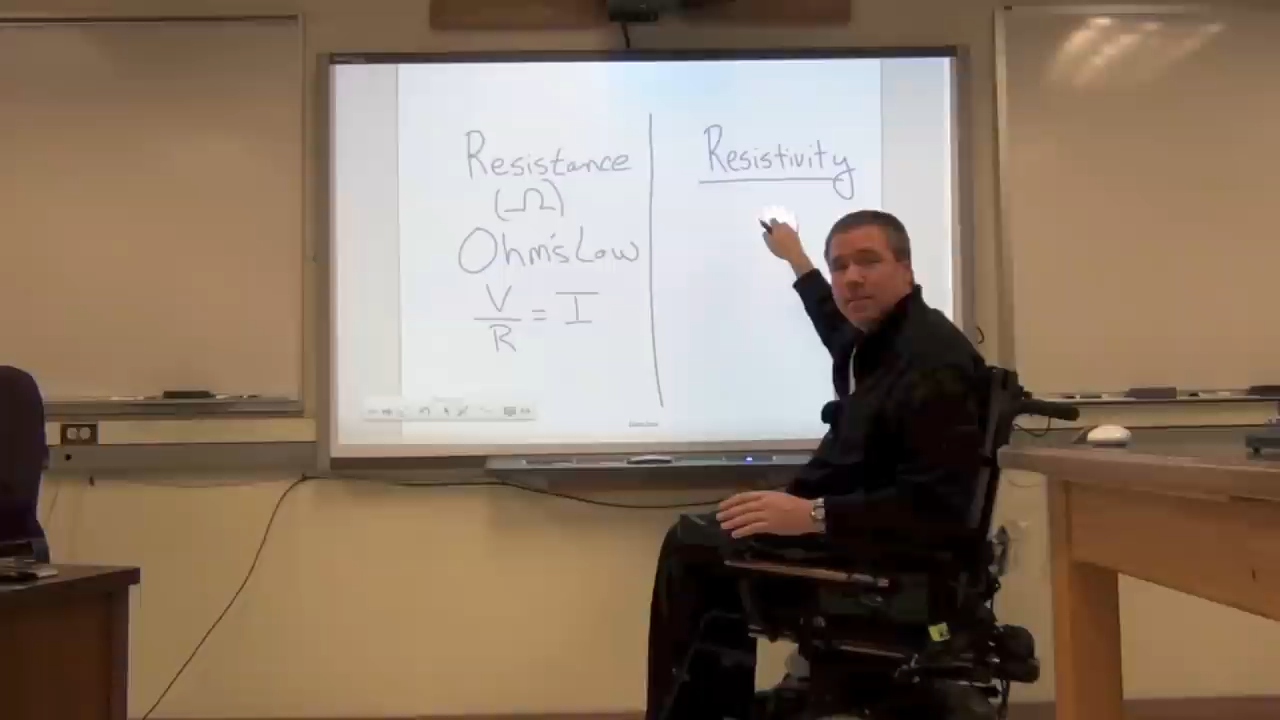 Resistance
(Ω)
Ohm's Law
V/R = I
Resistivity